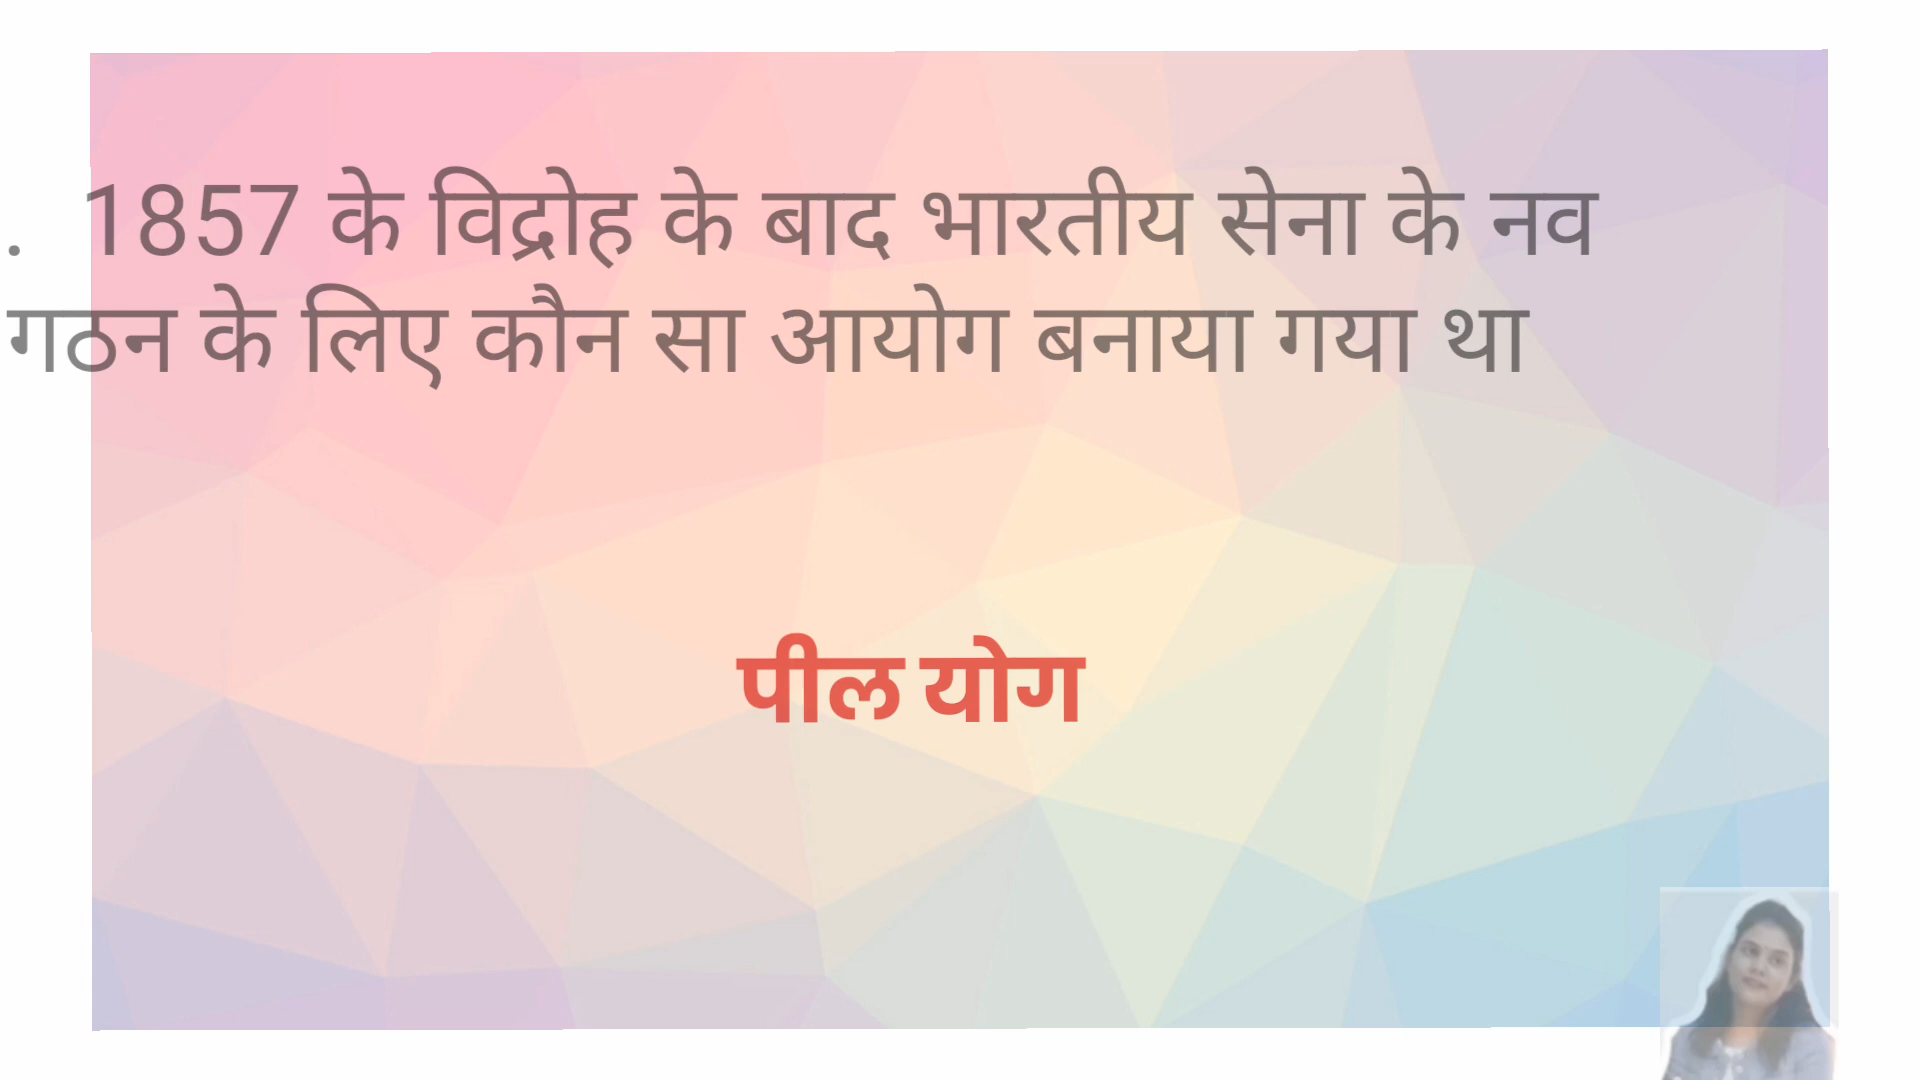 . 1857 के विद्रोह के बाद भारतीय सेना के नव
गठन के लिए कौन सा आयोग बनाया गया था
पील योग